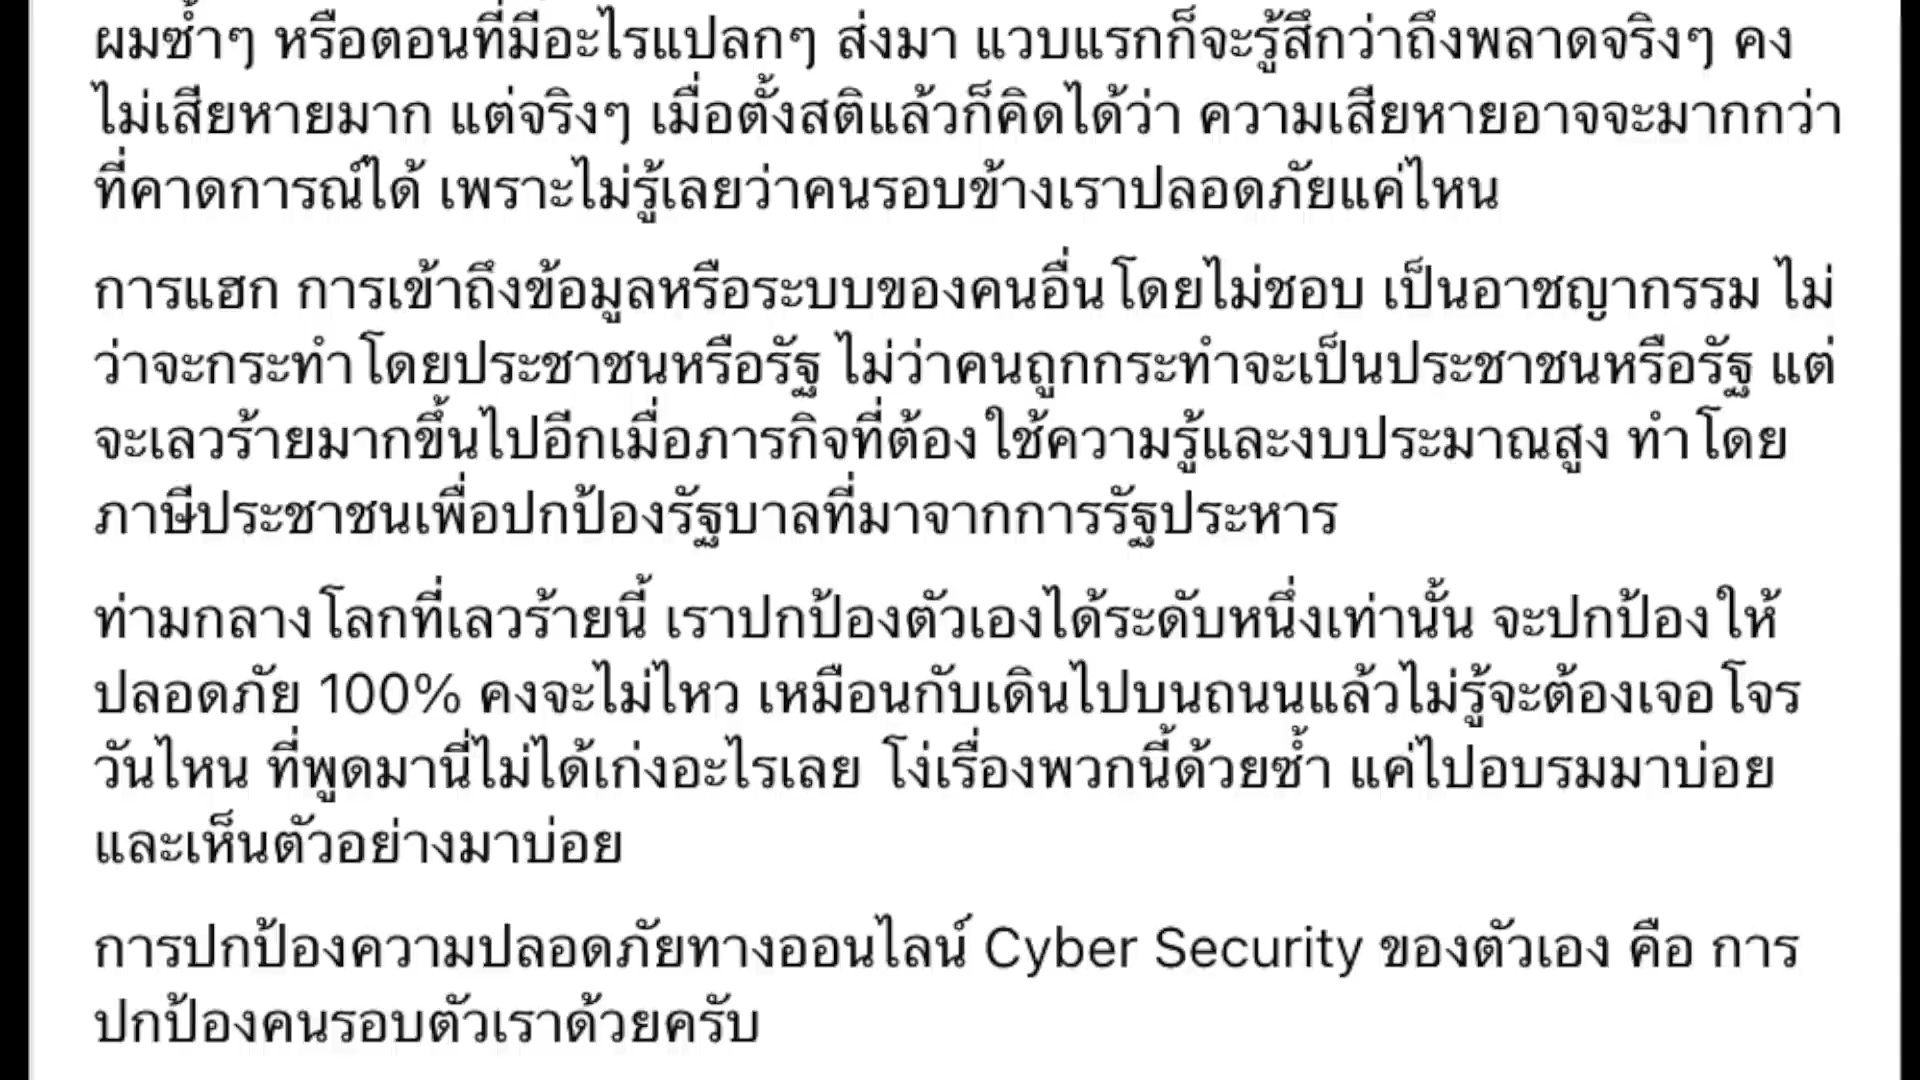 ผมซ้ำๆ หรือตอนที่มีอะไรแปลกๆ ส่งมา แวบแรกก็จะรู้สึกว่าถึงพลาดจริงๆ คง
ไม่เสียหายมาก แต่จริงๆ เมื่อตั้งสติแล้วก็คิดได้ว่า ความเสียหายอาจจะมากกว่า
ที่คาดการณ์ได้ เพราะไม่รู้เลยว่าคนรอบข้างเราปลอดภัยแค่ไหน
การแฮก การเข้าถึงข้อมูลหรือระบบของคนอื่นโดยไม่ชอบ เป็นอาชญากรรม ไม่
ว่าจะกระทำโดยประชาชนหรือรัฐ ไม่ว่าคนถูกกระทำจะเป็นประชาชนหรือรัฐ แต่
จะเลวร้ายมากขึ้นไปอีกเมื่อภารกิจที่ต้องใช้ความรู้และงบประมาณสูง ทำโดย
ภาษีประชาชนเพื่อปกป้องรัฐบาลที่มาจากการรัฐประหาร
ท่ามกลางโลกที่เลวร้ายนี้ เราปกป้องตัวเองได้ระดับหนึ่งเท่านั้น จะปกป้องให้
ปลอดภัย 100% คงจะไม่ไหว เหมือนกับเดินไปบนถนนแล้วไม่รู้จะต้องเจอโจร
วันไหน ที่พูดมานี่ไม่ได้เก่งอะไรเลย โง่เรื่องพวกนี้ด้วยซ้ำ แค่ไปอบรมมาบ่อย
และเห็นตัวอย่างมาบ่อย
การปกป้องความปลอดภัยทางออนไลน์ Cyber Security ของตัวเอง คือ การ
ปกป้องคนรอบตัวเราด้วยครับ